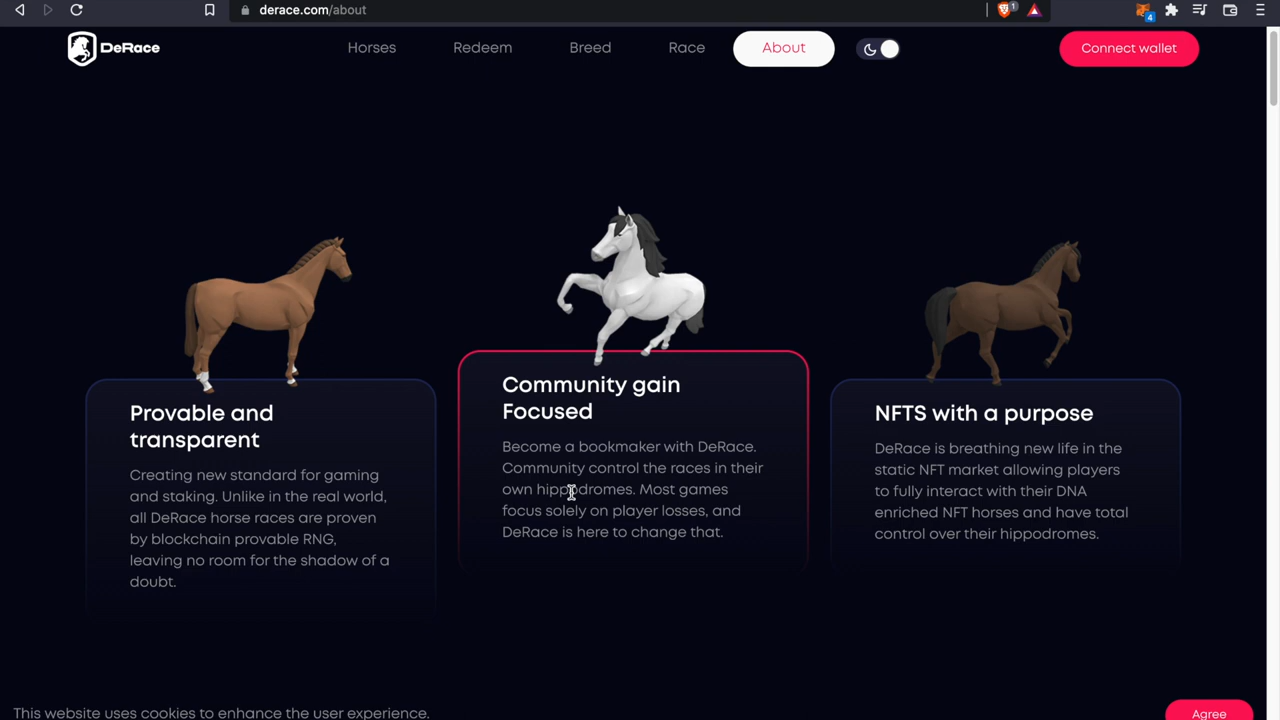 derace.com/about
1
4
DeRace
Horses
Redeem
Breed
Race
About
Connect wallet
Provable and
transparent
Creating new standard for gaming
and staking. Unlike in the real world,
all DeRace horse races are proven
by blockchain provable RNG,
leaving no room for the shadow of a
doubt.
Community gain
Focused
Become a bookmaker with DeRace.
Community control the races in their
own hippodromes. Most games
focus solely on player losses, and
DeRace is here to change that.
NFTS with a purpose
DeRace is breathing new life in the
static NFT market allowing players
to fully interact with their DNA
enriched NFT horses and have total
control over their hippodromes.
This website uses cookies to enhance the user experience.
Agree